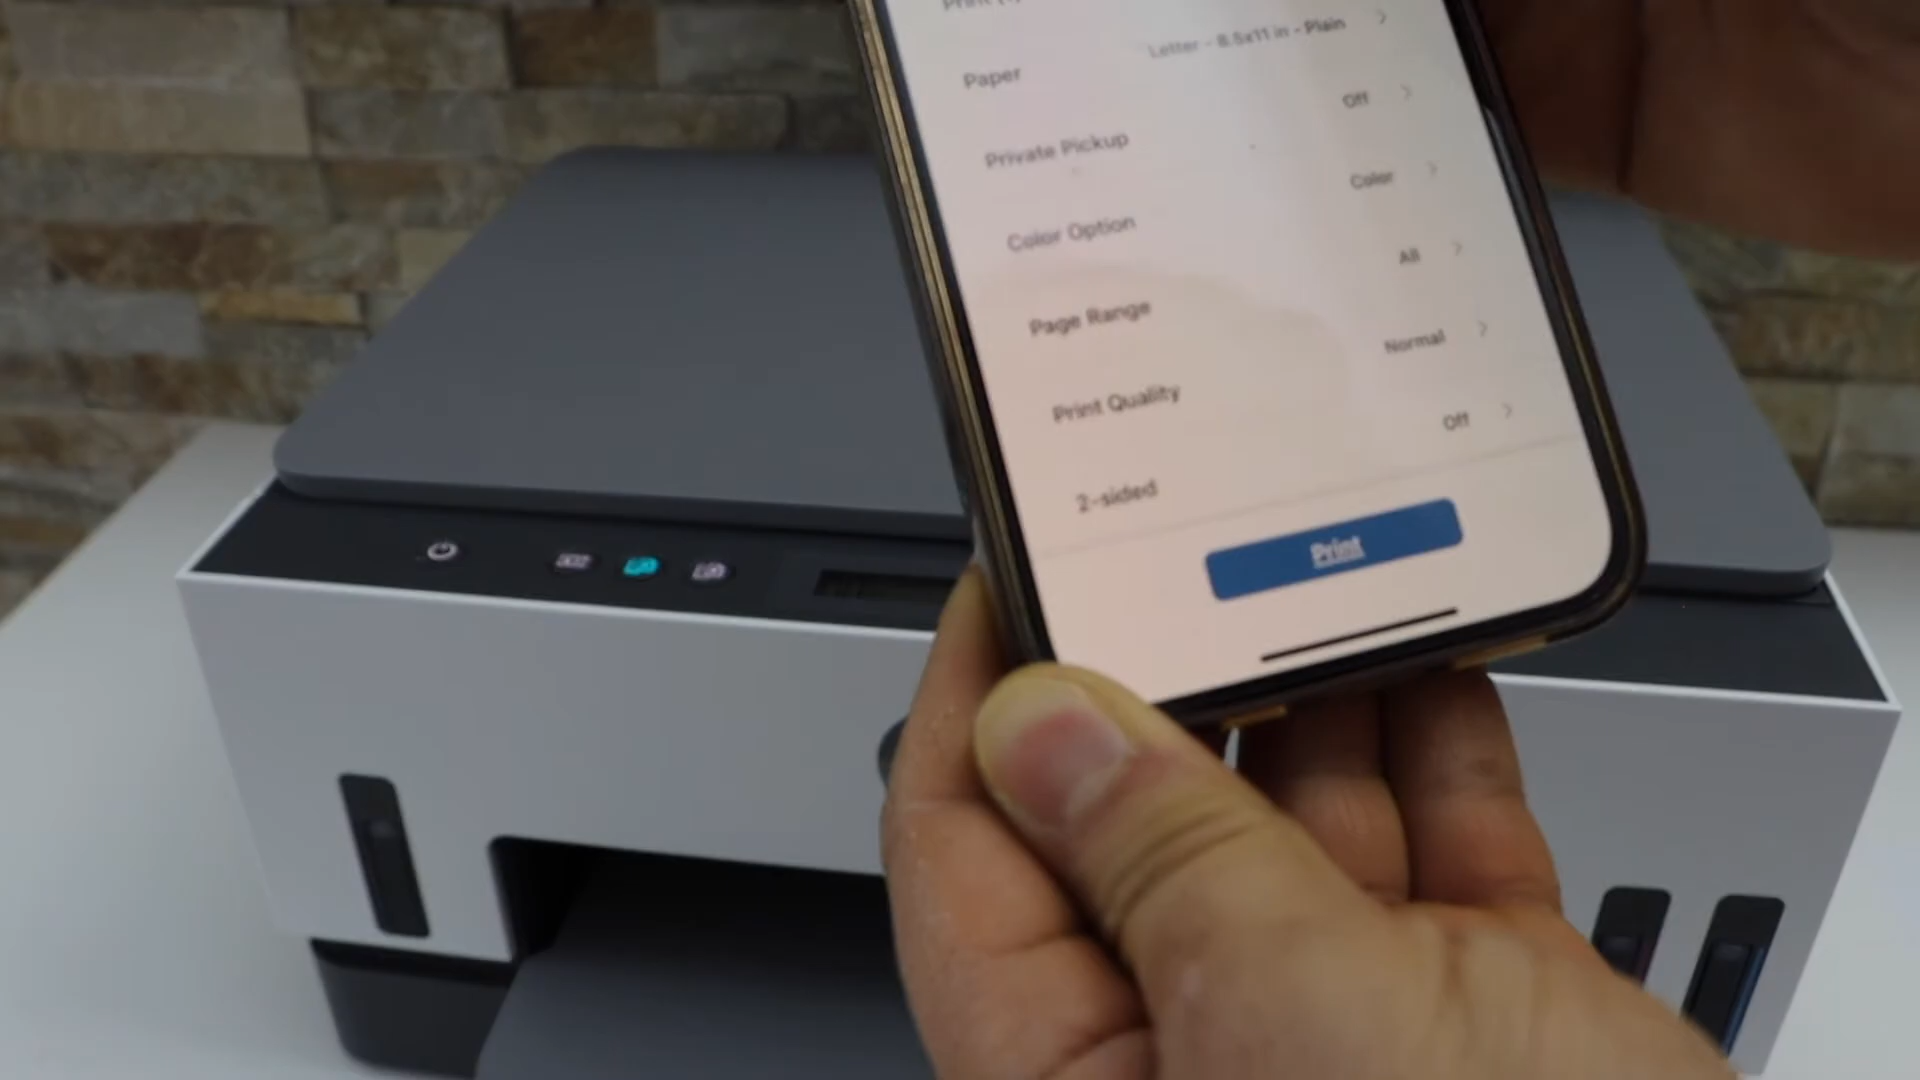 Paper Letter - 8.5x11 in - Plain
Private Pickup Off
Color Option Color
Page Range All
Print Quality Normal
2-sided Off
Print